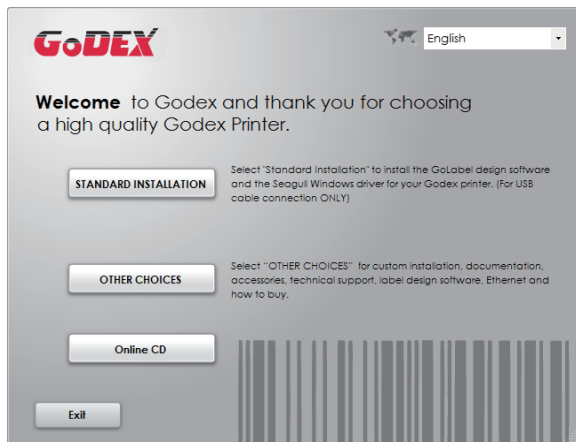 GODEX
English
Welcome to Godex and thank you for choosing
a high quality Godex Printer.
STANDARD INSTALLATION
Select "Standard Installation" to install the GoLabel design software
and the Seagull Windows driver for your Godex printer. (For USB
cable connection ONLY)
OTHER CHOICES
Select "OTHER CHOICES" for custom installation, documentation,
accessories, technical support, label design software, Ethernet and
how to buy.
Online CD
Exit